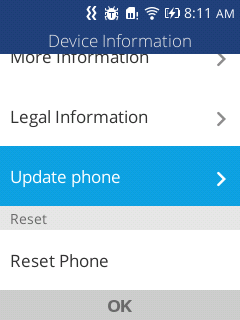 8:11 AM
Device Information
More Information
Legal Information
Update phone
Reset
Reset Phone
OK